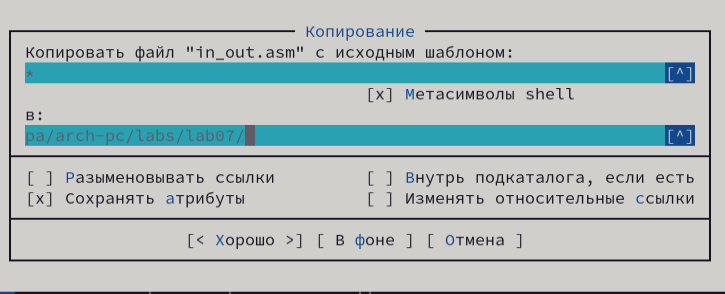 Копирование
Копировать файл "in_out.asm" с исходным шаблоном:
* [^]
[x] Метасимволы shell
в:
pa/arch-pc/labs/lab07/ [^]
[ ] Разыменовывать ссылки [ ] Внутрь подкаталога, если есть
[x] Сохранять атрибуты [ ] Изменять относительные ссылки
[< Хорошо >] [ В фоне ] [ Отмена ]